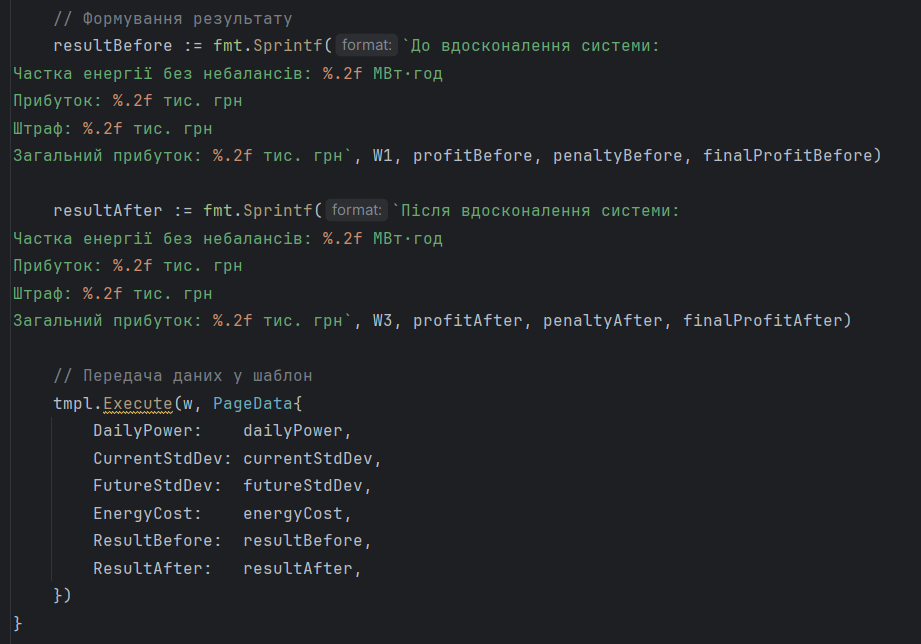 // Формування результату
resultBefore := fmt.Sprintf( format: `До вдосконалення системи:
Частка енергії без небалансів: %.2f МВт·год
Прибуток: %.2f тис. грн
Штраф: %.2f тис. грн
Загальний прибуток: %.2f тис. грн`, W1, profitBefore, penaltyBefore, finalProfitBefore)
resultAfter := fmt.Sprintf( format: `Після вдосконалення системи:
Частка енергії без небалансів: %.2f МВт·год
Прибуток: %.2f тис. грн
Штраф: %.2f тис. грн
Загальний прибуток: %.2f тис. грн`, W3, profitAfter, penaltyAfter, finalProfitAfter)
// Передача даних у шаблон
tmpl.Execute(w, PageData{
DailyPower: dailyPower,
CurrentStdDev: currentStdDev,
FutureStdDev: futureStdDev,
EnergyCost: energyCost,
ResultBefore: resultBefore,
ResultAfter: resultAfter,
})
}